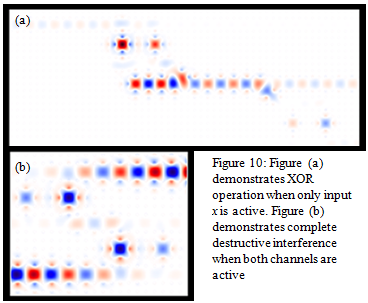 (a)
(b)
Figure 10: Figure (a)
demonstrates XOR
operation when only input
x is active. Figure (b)
demonstrates complete
destructive interference
when both channels are
active